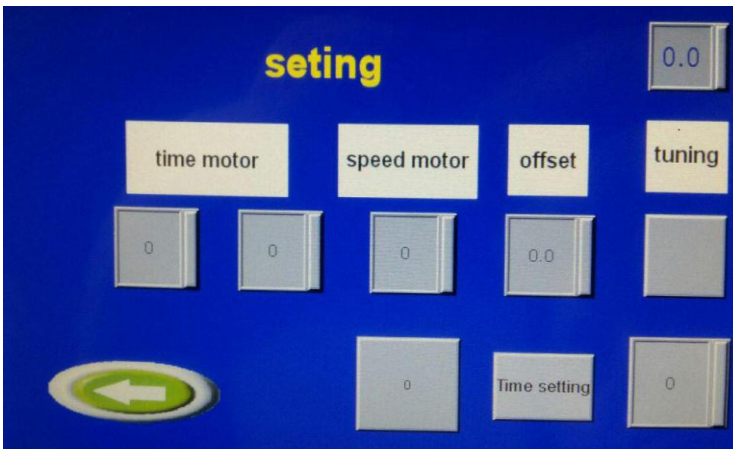 seting
0.0
time motor
speed motor
offset
tuning
0
0
0
0.0
0
Time setting
0